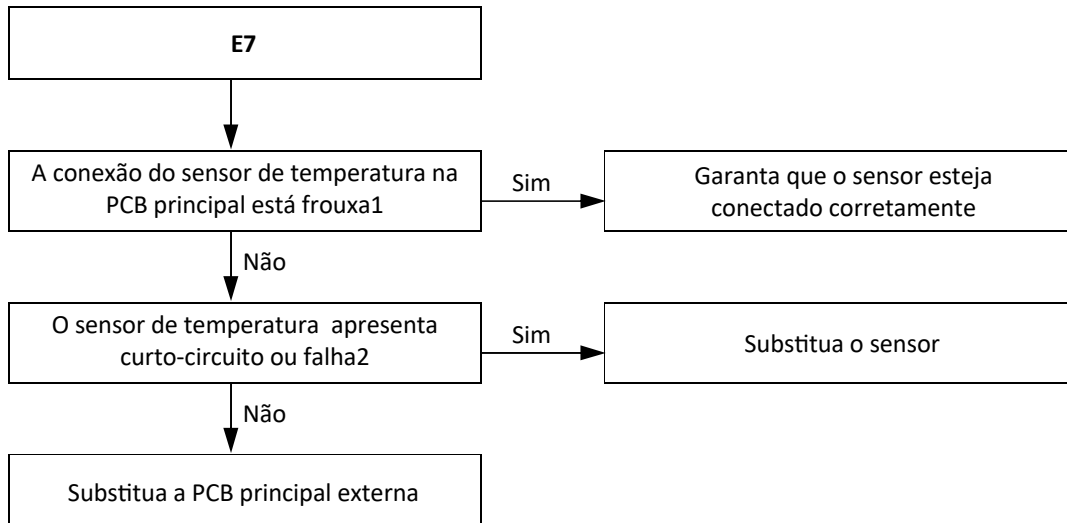 E7
A conexão do sensor de temperatura na
PCB principal está frouxa1
Sim
Garanta que o sensor esteja
conectado corretamente
Não
O sensor de temperatura  apresenta
curto-circuito ou falha2
Sim
Substitua o sensor
Não
Substitua a PCB principal externa